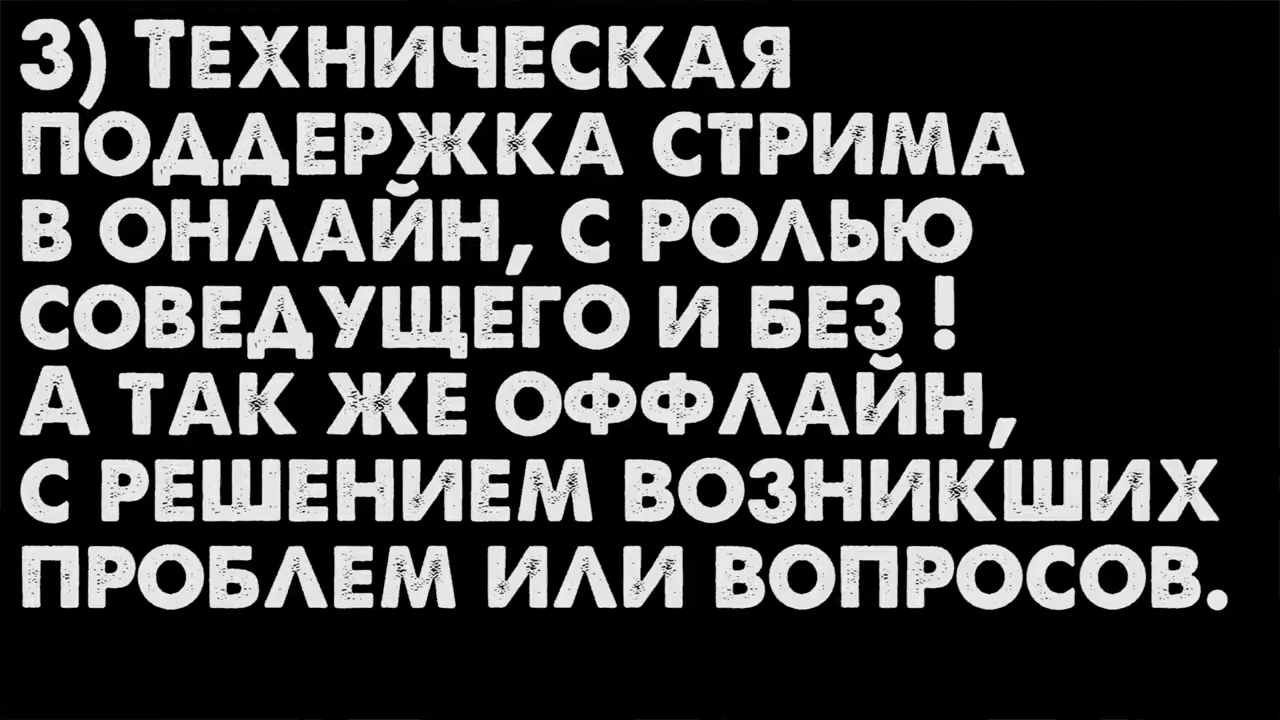 3) Техническая
поддержка стрима
в онлайн, с ролью
соведущего и без !
А так же оффлайн,
с решением возникших
проблем или вопросов.